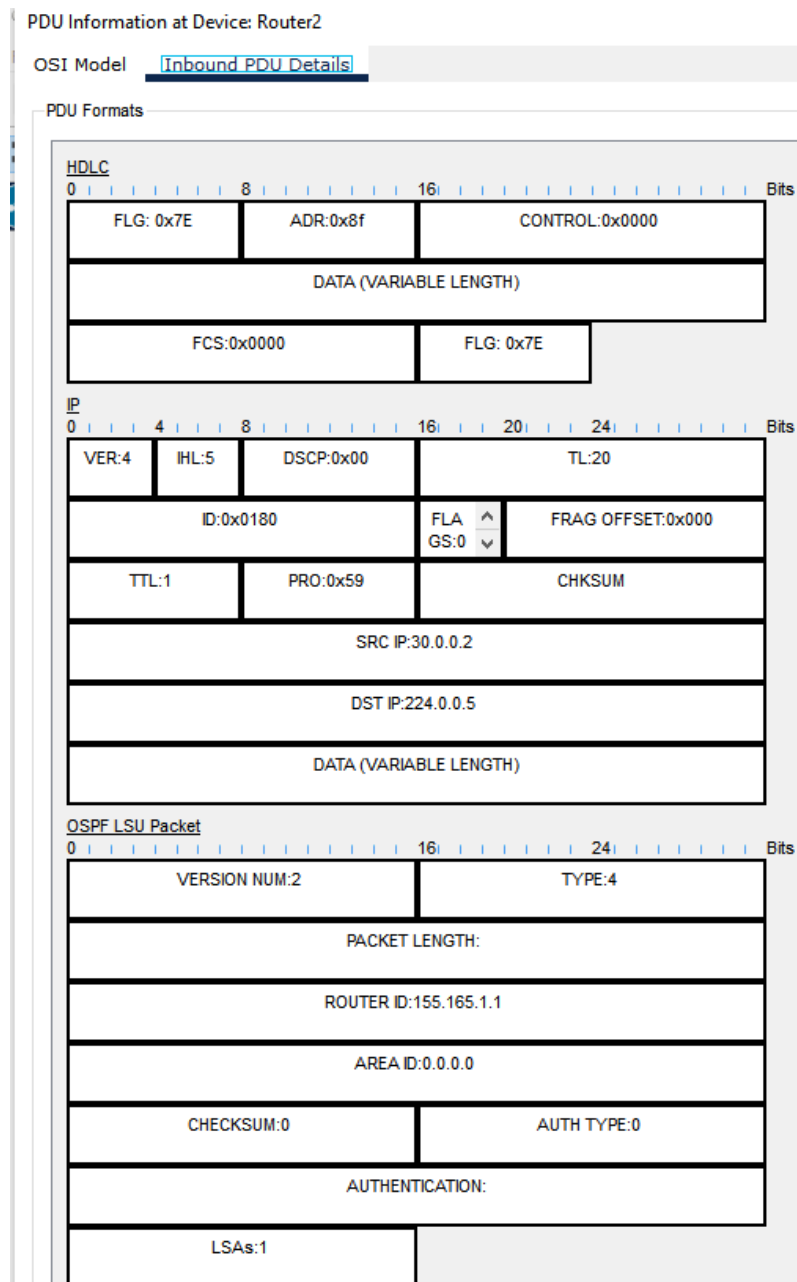 PDU Information at Device: Router2
OSI Model Inbound PDU Details
PDU Formats
HDLC
0 8 16 Bits
FLG: 0x7E ADR:0x8f CONTROL:0x0000
DATA (VARIABLE LENGTH)
FCS:0x0000 FLG: 0x7E
IP
0 4 8 16 20 24 Bits
VER:4 IHL:5 DSCP:0x00 TL:20
ID:0x0180 FLA
GS:0 FRAG OFFSET:0x000
TTL:1 PRO:0x59 CHKSUM
SRC IP:30.0.0.2
DST IP:224.0.0.5
DATA (VARIABLE LENGTH)
OSPF LSU Packet
0 16 24 Bits
VERSION NUM:2 TYPE:4
PACKET LENGTH:
ROUTER ID:155.165.1.1
AREA ID:0.0.0.0
CHECKSUM:0 AUTH TYPE:0
AUTHENTICATION:
LSAs:1